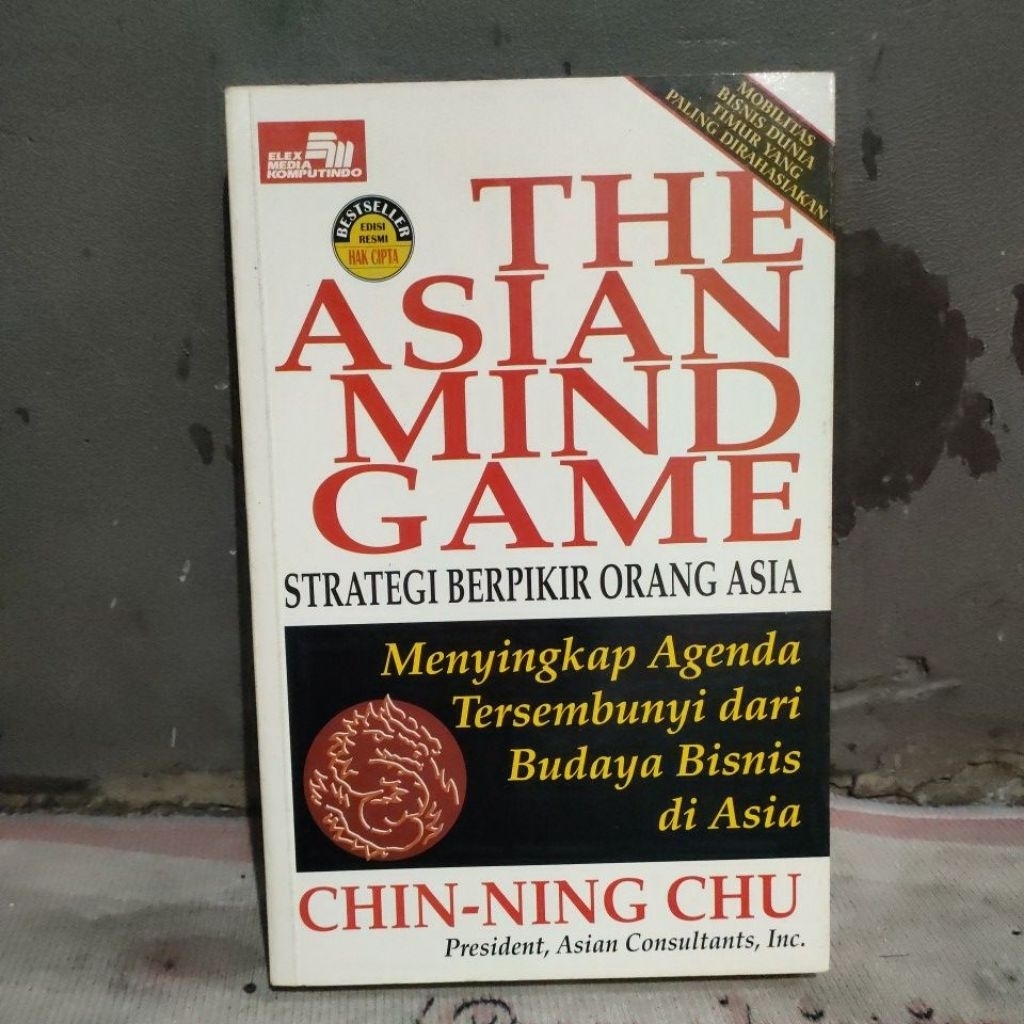 ELEX
MEDIA
KOMPUTINDO
MOBILITAS
BISNIS DUNIA
TIMUR YANG
PALING DIRAHASIAKAN
BESTSELLER
EDISI
RESMI
HAK CIPTA
THE
ASIAN
MIND
GAME
STRATEGI BERPIKIR ORANG ASIA
Menyingkap Agenda
Tersembunyi dari
Budaya Bisnis
di Asia
CHIN-NING CHU
President, Asian Consultants, Inc.